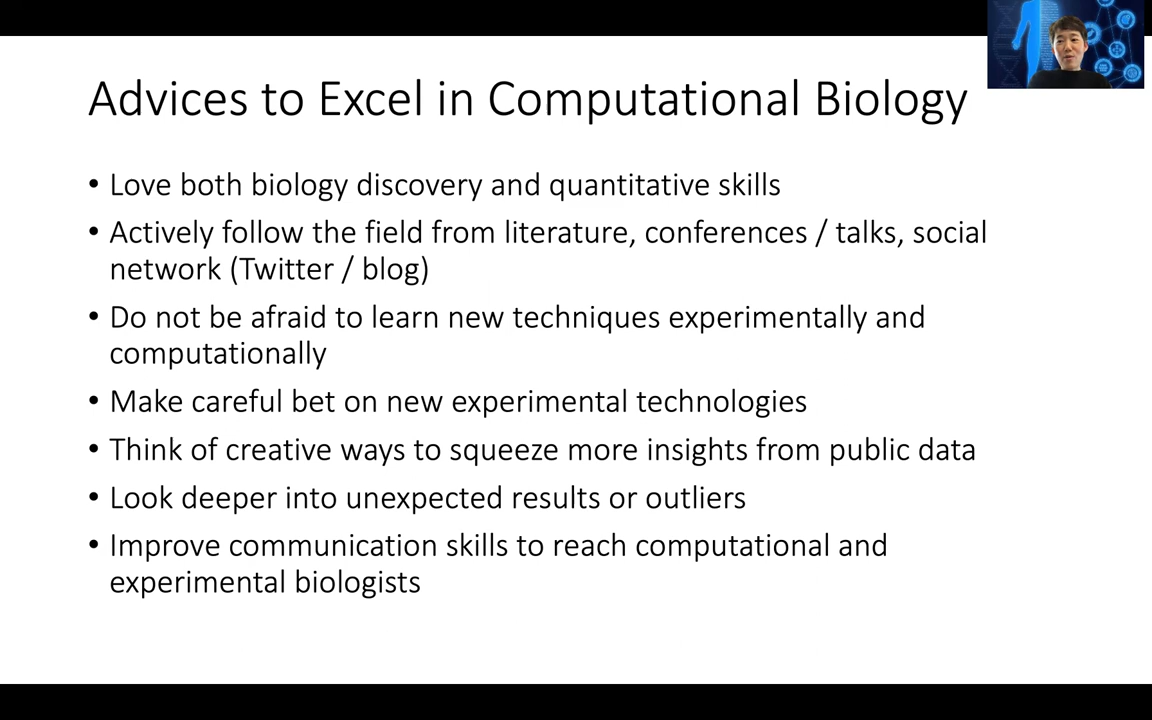 Advices to Excel in Computational Biology
• Love both biology discovery and quantitative skills
• Actively follow the field from literature, conferences / talks, social
network (Twitter / blog)
• Do not be afraid to learn new techniques experimentally and
computationally
• Make careful bet on new experimental technologies
• Think of creative ways to squeeze more insights from public data
• Look deeper into unexpected results or outliers
• Improve communication skills to reach computational and
experimental biologists